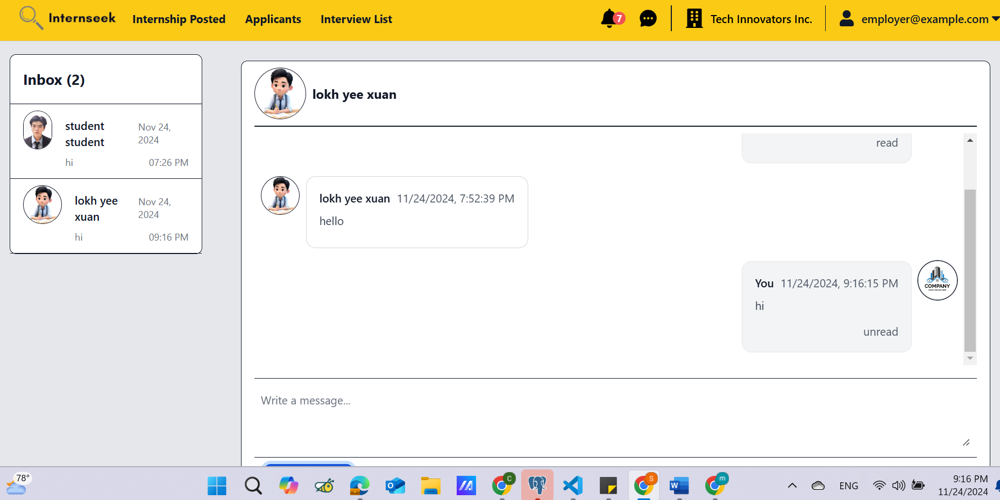 Internseek
Internship Posted
Applicants
Interview List
7
Tech Innovators Inc.
employer@example.com
Inbox (2)
student
student
Nov 24,
2024
hi
07:26 PM
lokh yee
xuan
Nov 24,
2024
hi
09:16 PM
lokh yee xuan
read
lokh yee xuan 11/24/2024, 7:52:39 PM
hello
You 11/24/2024, 9:16:15 PM
hi
unread
COMPANY
Write a message...
78°
C
S
W
m
ENG
9:16 PM
11/24/2024